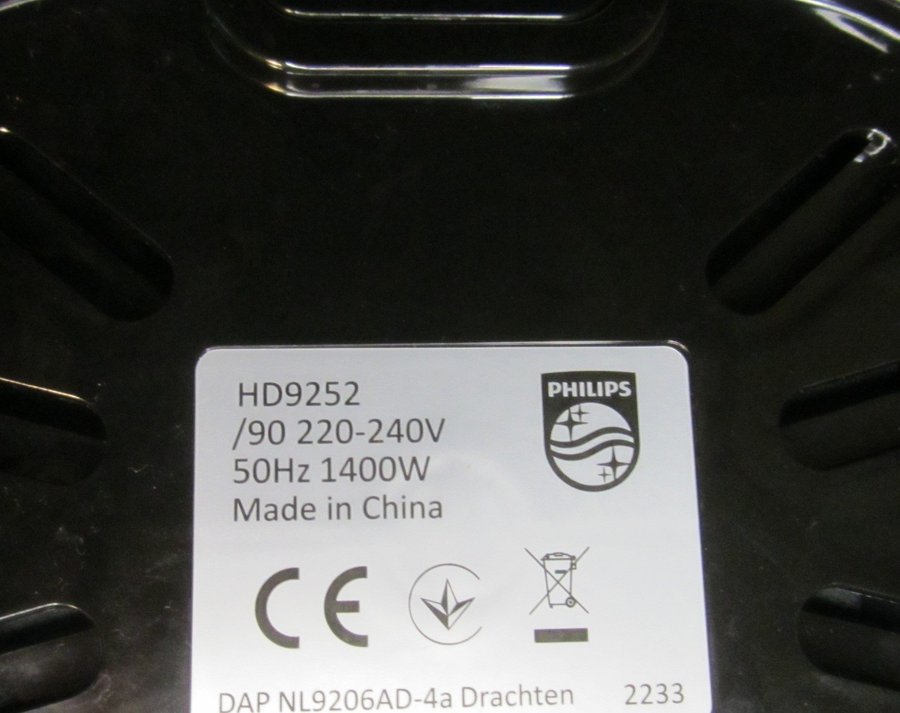 HD9252
/90 220-240V
50Hz 1400W
Made in China
PHILIPS
CE
DAP NL9206AD-4a Drachten 2233